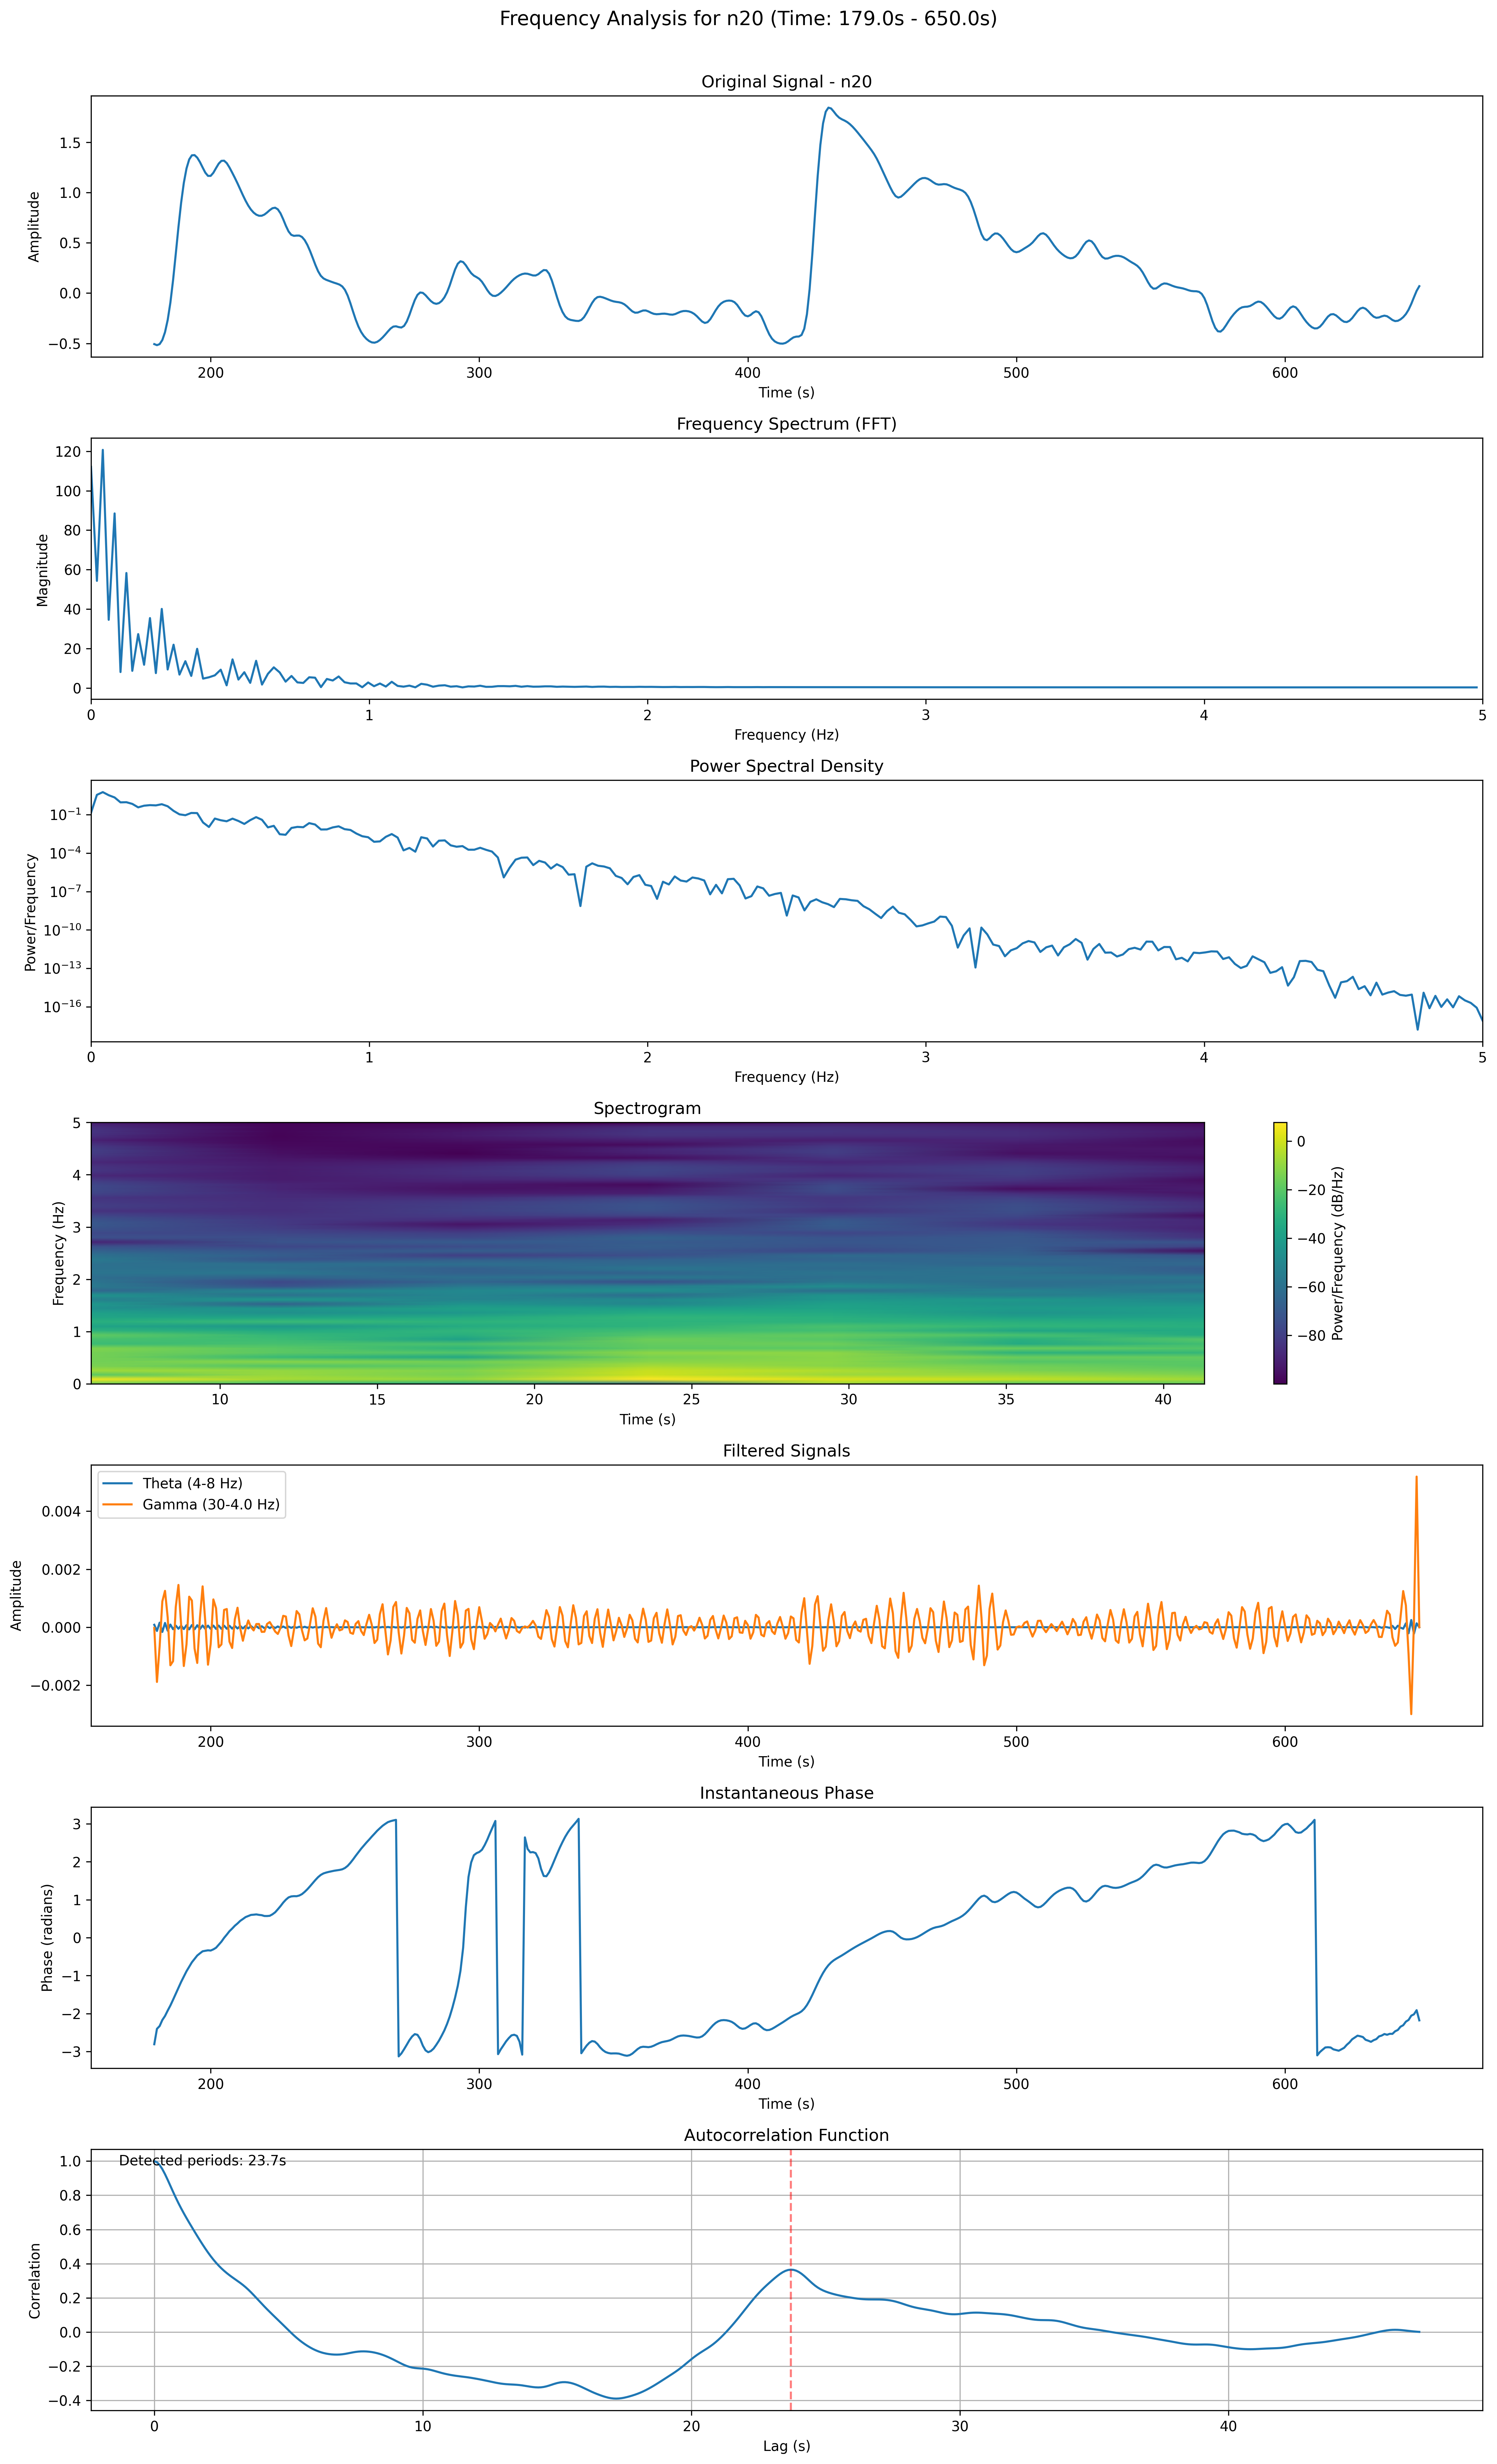 Frequency Analysis for n20 (Time: 179.0s - 650.0s)
Original Signal - n20
Amplitude
1.5
1.0
0.5
0.0
−0.5
200 300 400 500 600
Time (s)
Frequency Spectrum (FFT)
Magnitude
120
100
80
60
40
20
0
0 1 2 3 4 5
Frequency (Hz)
Power Spectral Density
Power/Frequency
10⁻¹
10⁻⁴
10⁻⁷
10⁻¹⁰
10⁻¹³
10⁻¹⁶
0 1 2 3 4 5
Frequency (Hz)
Spectrogram
Frequency (Hz)
5
4
3
2
1
0
10 15 20 25 30 35 40
Time (s)
0
−20
−40
−60
−80
Power/Frequency (dB/Hz)
Filtered Signals
Theta (4-8 Hz)
Gamma (30-4.0 Hz)
Amplitude
0.004
0.002
0.000
−0.002
200 300 400 500 600
Time (s)
Instantaneous Phase
Phase (radians)
3
2
1
0
−1
−2
−3
200 300 400 500 600
Time (s)
Autocorrelation Function
Detected periods: 23.7s
Correlation
1.0
0.8
0.6
0.4
0.2
0.0
−0.2
−0.4
0 10 20 30 40
Lag (s)